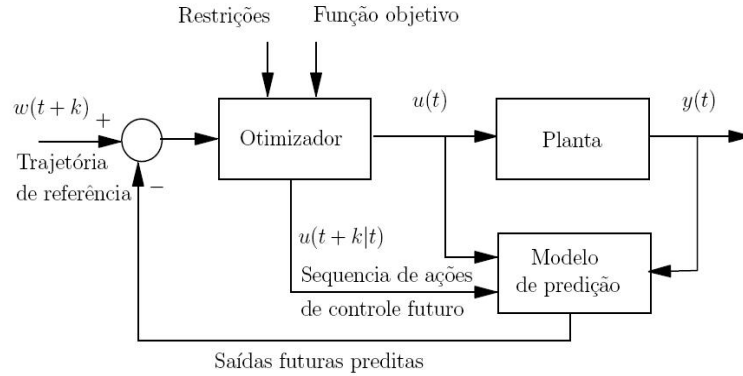 Restrições
Função objetivo
w(t + k)
+
u(t)
y(t)
Otimizador
Planta
Trajetória
de referência
−
u(t + k|t)
Sequencia de ações
de controle futuro
Modelo
de predição
Saídas futuras preditas